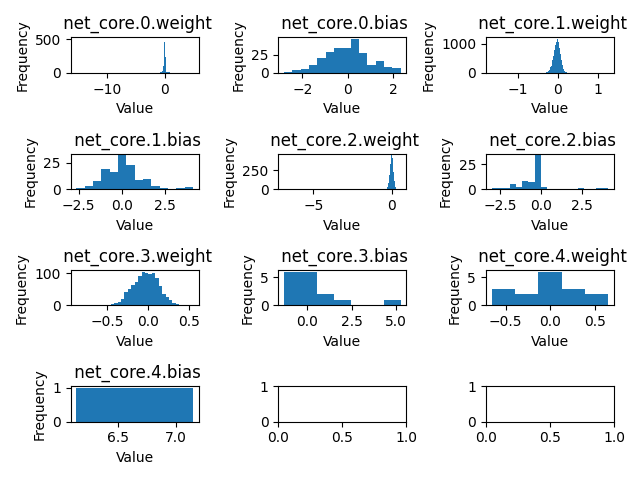 net_core.0.weight
net_core.0.bias
net_core.1.weight
Frequency
500
0
−10
0
Value
Frequency
25
0
−2
0
2
Value
Frequency
1000
0
−1
0
1
Value
net_core.1.bias
net_core.2.weight
net_core.2.bias
Frequency
25
0
−2.5
0.0
2.5
Value
Frequency
250
0
−5
0
Value
Frequency
25
0
−2.5
0.0
2.5
Value
net_core.3.weight
net_core.3.bias
net_core.4.weight
Frequency
100
0
−0.5
0.0
0.5
Value
Frequency
5
0
0.0
2.5
5.0
Value
Frequency
5
0
−0.5
0.0
0.5
Value
net_core.4.bias
Frequency
1
0
6.5
7.0
Value
1
0
0.0
0.5
1.0
1
0
0.0
0.5
1.0